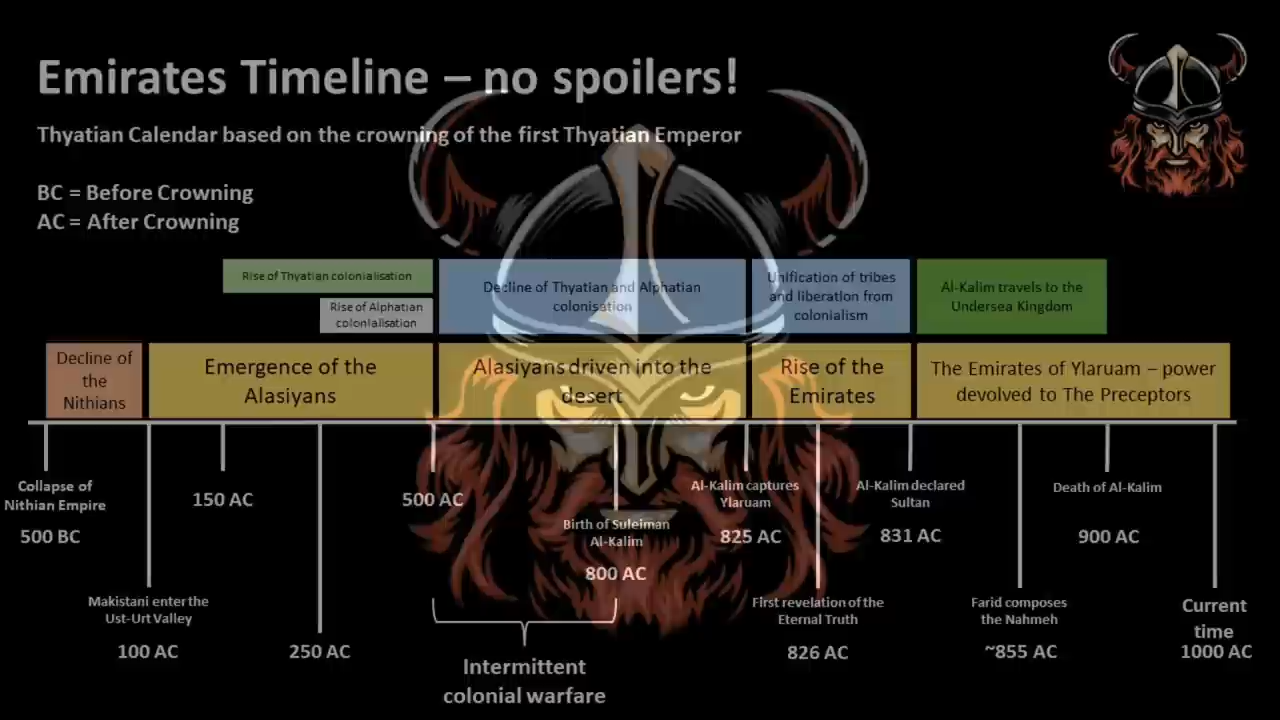 Emirates Timeline – no spoilers!
Thyatian Calendar based on the crowning of the first Thyatian Emperor
BC = Before Crowning
AC = After Crowning
Rise of Thyatian colonialisation
Rise of Alphatian
colonialisation
Decline of Thyatian and Alphatian
colonisation
Unification of tribes
and liberation from
colonialism
Al-Kalim travels to the
Undersea Kingdom
Decline of
the
Nithians
Emergence of the
Alasiyans
Alasiyans driven into the
desert
Rise of the
Emirates
The Emirates of Ylaruam – power
devolved to The Preceptors
Collapse of
Nithian Empire
500 BC
Makistani enter the
Ust-Urt Valley
100 AC
150 AC
250 AC
500 AC
Intermittent
colonial warfare
Birth of Suleiman
Al-Kalim
800 AC
Al-Kalim captures
Ylaruam
825 AC
First revelation of the
Eternal Truth
826 AC
Al-Kalim declared
Sultan
831 AC
Farid composes
the Nahmeh
~855 AC
Death of Al-Kalim
900 AC
Current
time
1000 AC